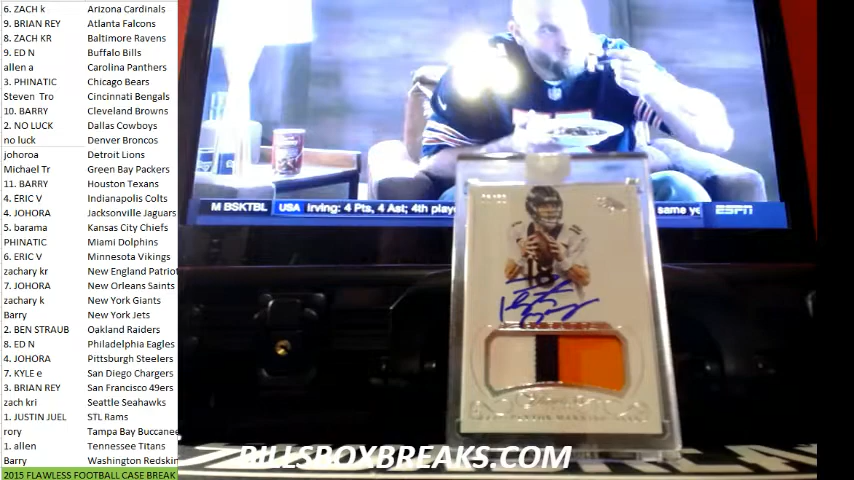 6. ZACH k Arizona Cardinals
9. BRIAN REY Atlanta Falcons
8. ZACH KR Baltimore Ravens
9. ED N Buffalo Bills
allen a Carolina Panthers
3. PHINATIC Chicago Bears
Steven Tro Cincinnati Bengals
10. BARRY Cleveland Browns
2. NO LUCK Dallas Cowboys
no luck Denver Broncos
johoroa Detroit Lions
Michael Tr Green Bay Packers
11. BARRY Houston Texans
4. ERIC V Indianapolis Colts
4. JOHORA Jacksonville Jaguars
5. barama Kansas City Chiefs
PHINATIC Miami Dolphins
6. ERIC V Minnesota Vikings
zachary kr New England Patriot
7. JOHORA New Orleans Saints
zachary k New York Giants
Barry New York Jets
2. BEN STRAUB Oakland Raiders
8. ED N Philadelphia Eagles
4. JOHORA Pittsburgh Steelers
7. KYLE e San Diego Chargers
3. BRIAN REY San Francisco 49ers
zach kri Seattle Seahawks
1. JUSTIN JUEL STL Rams
rory Tampa Bay Buccanee
1. allen Tennessee Titans
Barry Washington Redskin
2015 FLAWLESS FOOTBALL CASE BREAK
M BSKTBL USA Irving: 4 Pts, 4 Ast; 4th playe same ye ESPN
18
PEYTON MANNING
BILLSBOXBREAKS.COM